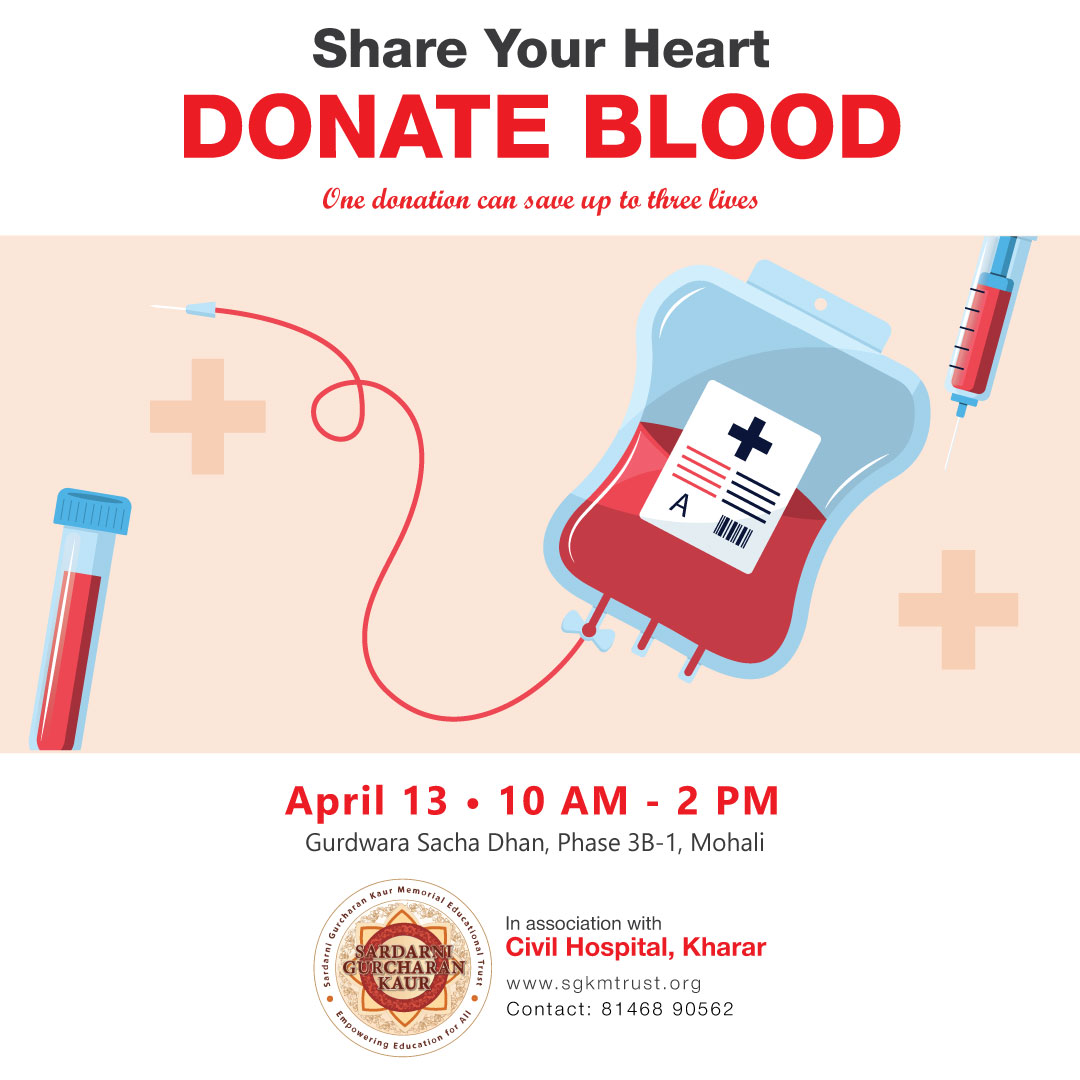 Share Your Heart
DONATE BLOOD
One donation can save up to three lives
A
April 13 • 10 AM - 2 PM
Gurdwara Sacha Dhan, Phase 3B-1, Mohali
Sardarni Gurcharan Kaur Memorial Educational Trust
SARDARNI
GURCHARAN
KAUR
Empowering Education for All
In association with
Civil Hospital, Kharar
www.sgkmtrust.org
Contact: 81468 90562